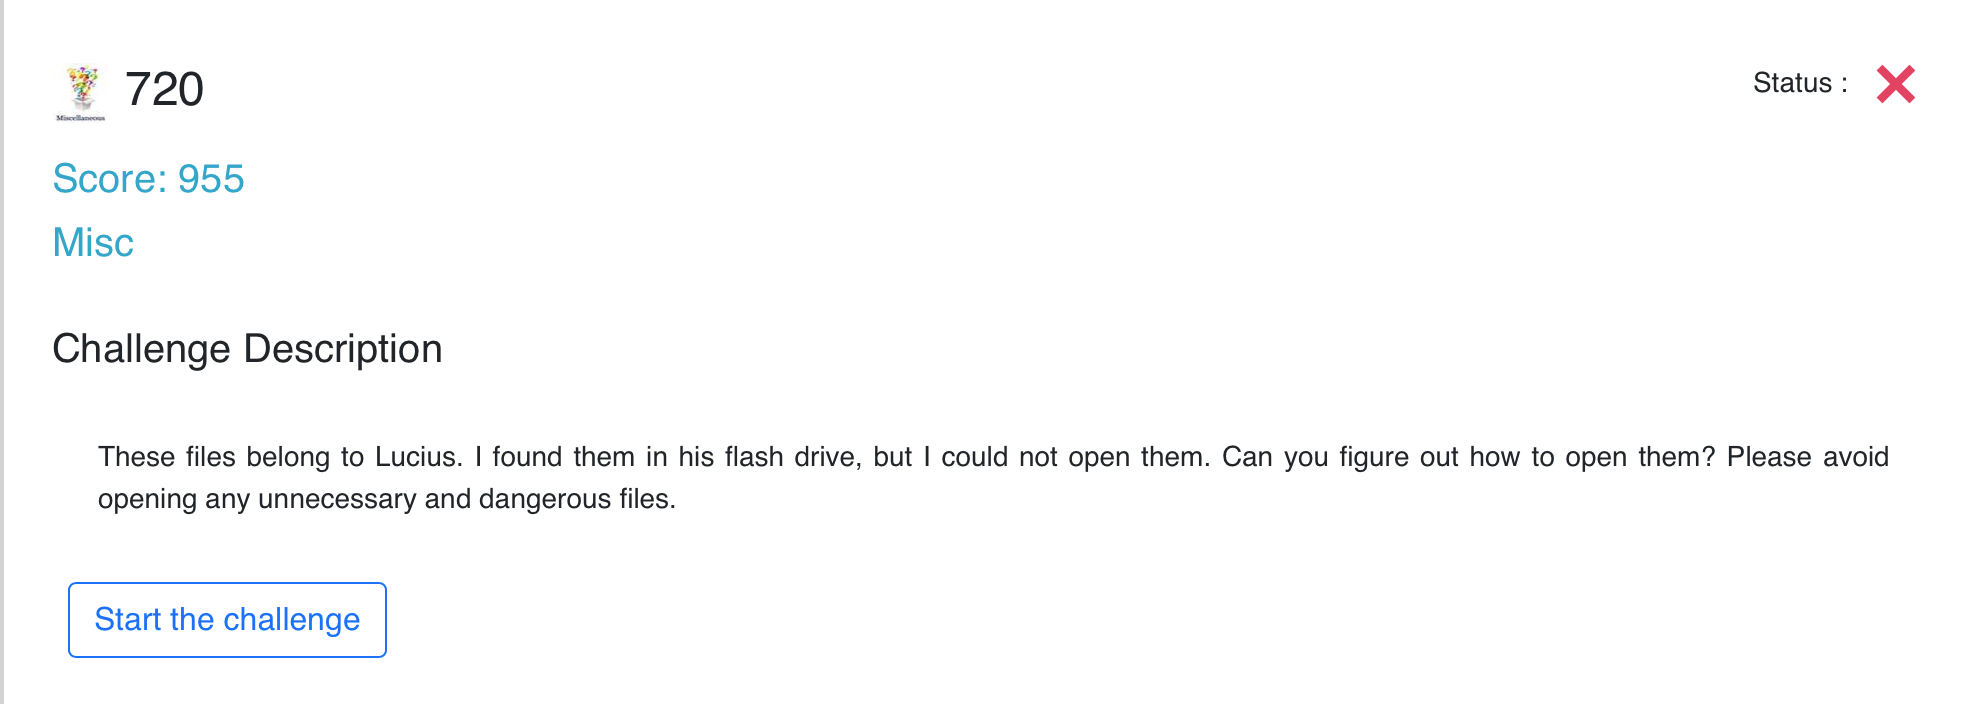 720
Status :
Miscellaneous
Score: 955
Misc
Challenge Description
These files belong to Lucius. I found them in his flash drive, but I could not open them. Can you figure out how to open them? Please avoid
opening any unnecessary and dangerous files.
Start the challenge